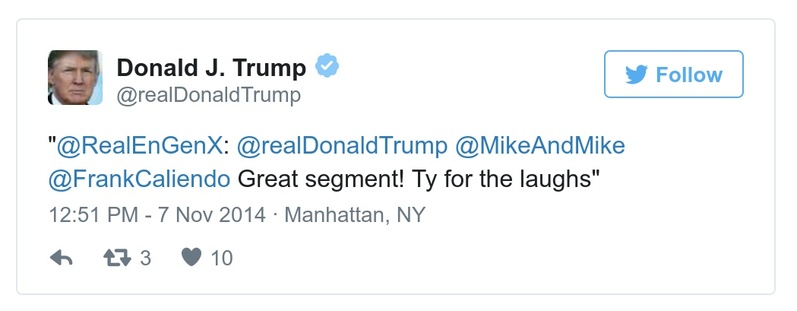 Donald J. Trump
@realDonaldTrump
Follow
"@RealEnGenX: @realDonaldTrump @MikeAndMike
@FrankCaliendo Great segment! Ty for the laughs"
12:51 PM - 7 Nov 2014 · Manhattan, NY
3 10